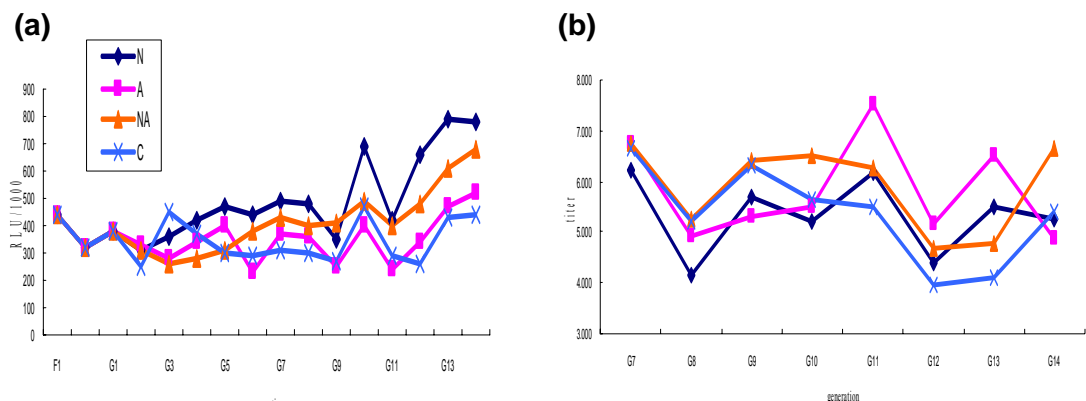 (a)
(b)
N
A
NA
C
900
800
700
600
500
400
300
200
100
0
RLU/1000
F1
G1
G3
G5
G7
G9
G11
G13
8.000
7.000
6.000
5.000
4.000
3.000
titer
G7
G8
G9
G10
G11
G12
G13
G14
generation